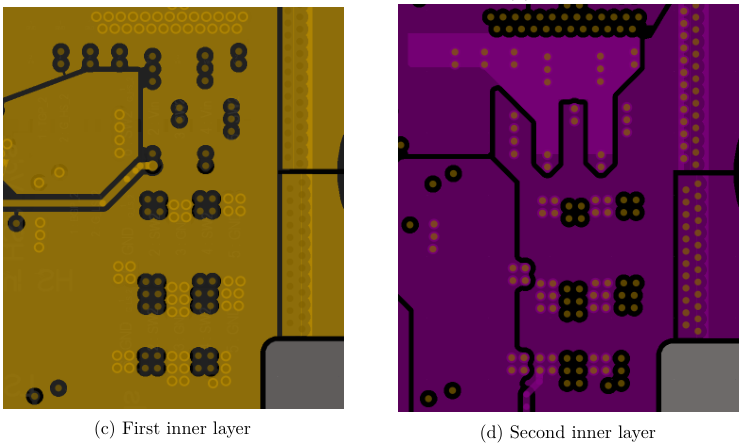 (c) First inner layer
(d) Second inner layer